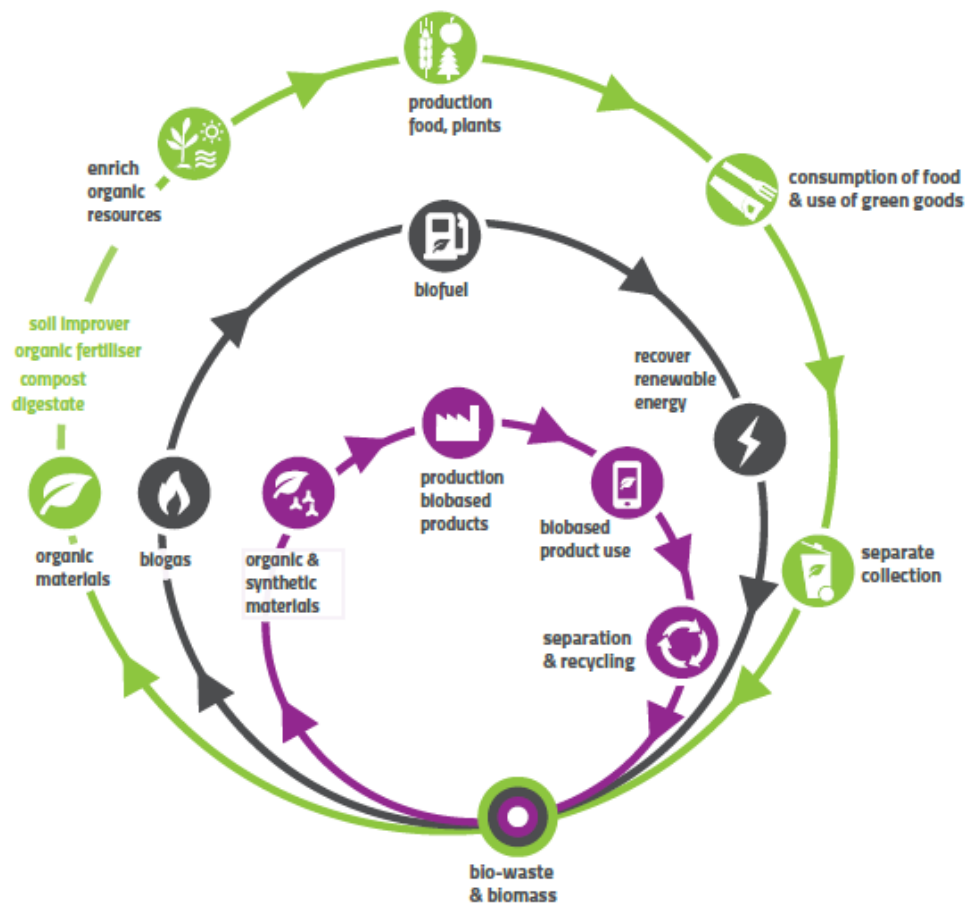 production
food, plants
enrich
organic
resources
consumption of food
& use of green goods
biofuel
soil improver
organic fertiliser
compost
digestate
recover
renewable
energy
production
biobased
products
biobased
product use
organic
materials
biogas
organic &
synthetic
materials
separate
collection
separation
& recycling
bio-waste
& biomass